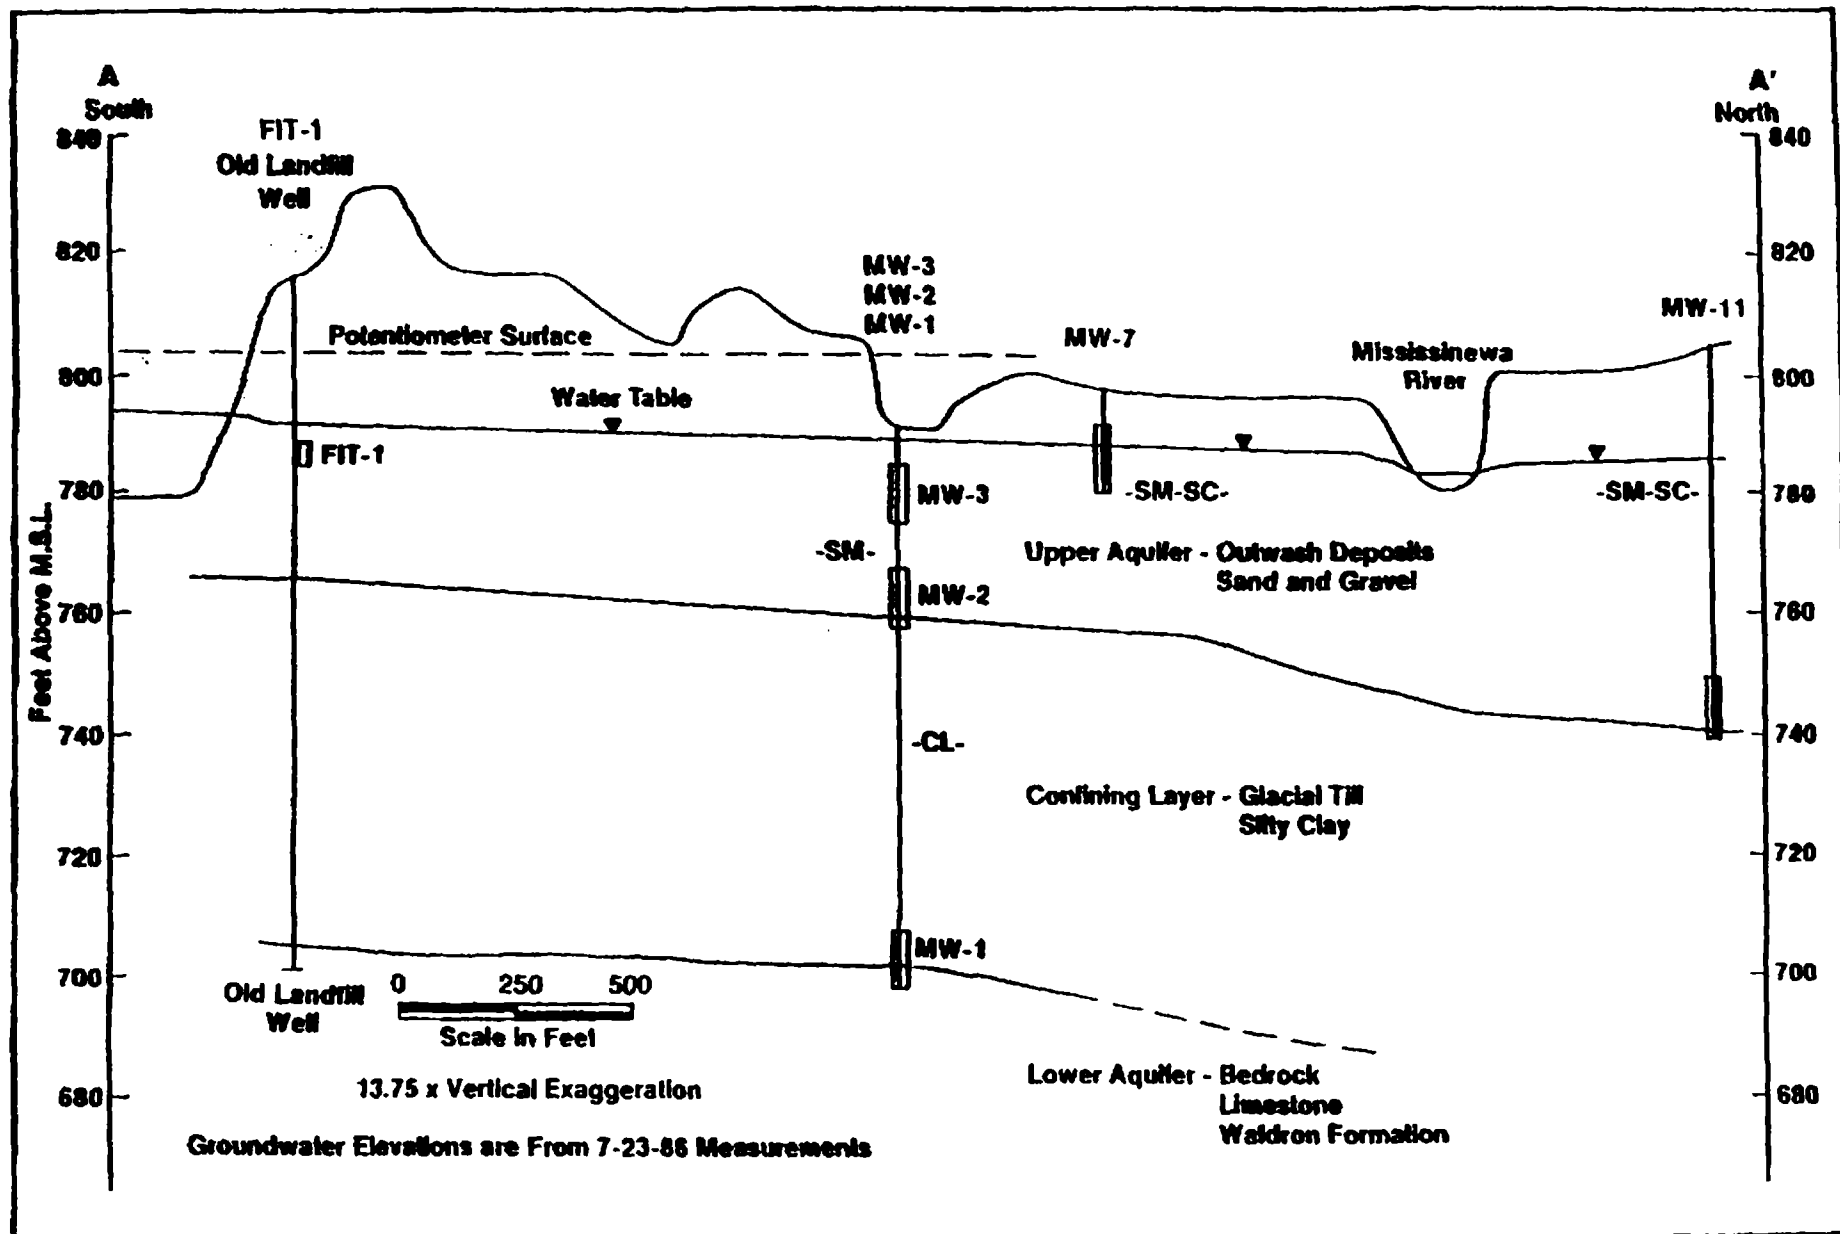 A
South
A'
North
FIT-1
Old Landfill
Well
840
820
800
780
760
740
720
700
680
Feet Above M.S.L.
840
820
800
780
760
740
720
700
680
MW-3
MW-2
MW-1
MW-7
MW-11
Mississinewa
River
Potentiometer Surface
Water Table
FIT-1
MW-3
-SM-SC-
-SM-SC-
-SM-
Upper Aquifer - Outwash Deposits
Sand and Gravel
MW-2
-CL-
Confining Layer - Glacial Till
Silty Clay
MW-1
Old Landfill
Well
0 250 500
Scale in Feet
13.75 x Vertical Exaggeration
Lower Aquifer - Bedrock
Limestone
Waldron Formation
Groundwater Elevations are From 7-23-86 Measurements